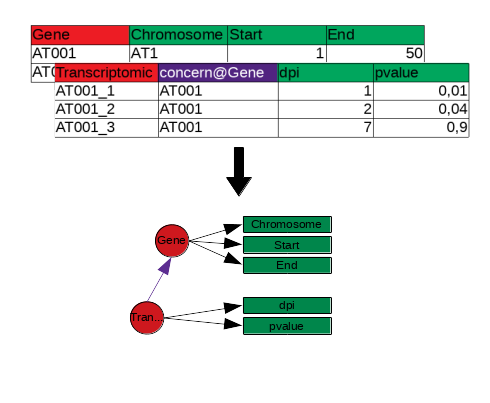 Gene Chromosome Start End
AT001 AT1 1 50
Transcriptomic concern@Gene dpi pvalue
AT001_1 AT001 1 0,01
AT001_2 AT001 2 0,04
AT001_3 AT001 7 0,9
Chromosome
Gene
Start
End
dpi
Tran...
pvalue